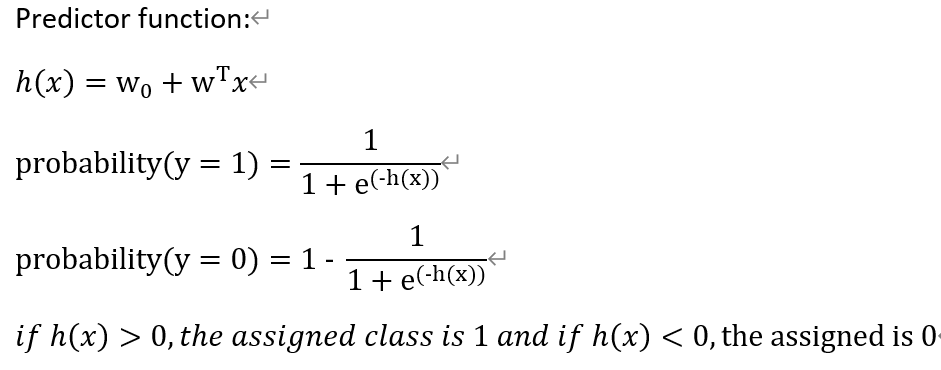 Predictor function:↵
h(x) = w₀ + wᵀx↵
probability(y = 1) = 1 / (1 + e^(-h(x)))↵
probability(y = 0) = 1 - 1 / (1 + e^(-h(x)))↵
if h(x) > 0, the assigned class is 1 and if h(x) < 0, the assigned is 0↵